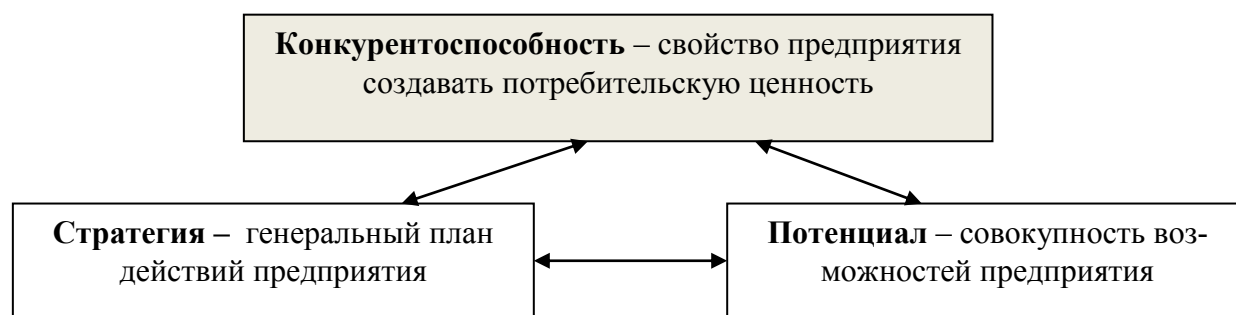 Конкурентоспособность – свойство предприятия
создавать потребительскую ценность
Стратегия – генеральный план
действий предприятия
Потенциал – совокупность воз-
можностей предприятия